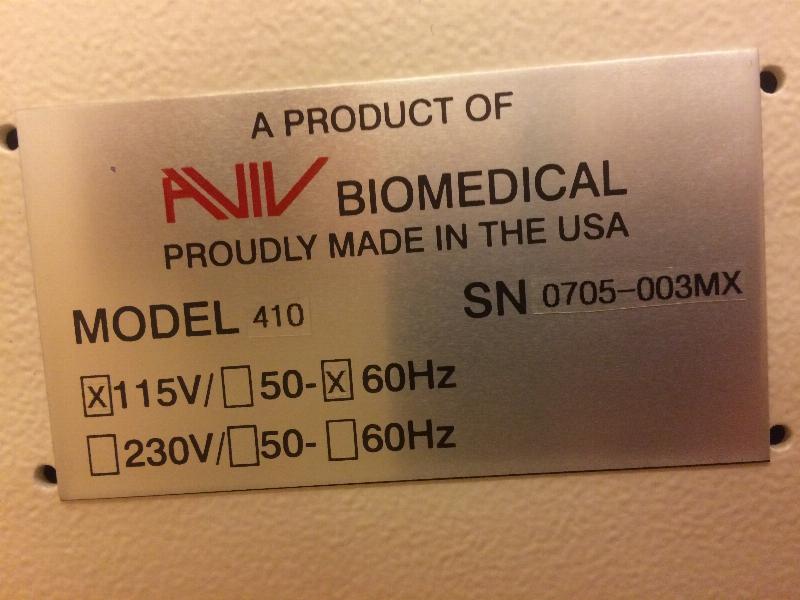 A PRODUCT OF
AVIV BIOMEDICAL
PROUDLY MADE IN THE USA
MODEL 410 SN 0705-003MX
☒115V/☐50-☒60Hz
☐230V/☐50-☐60Hz